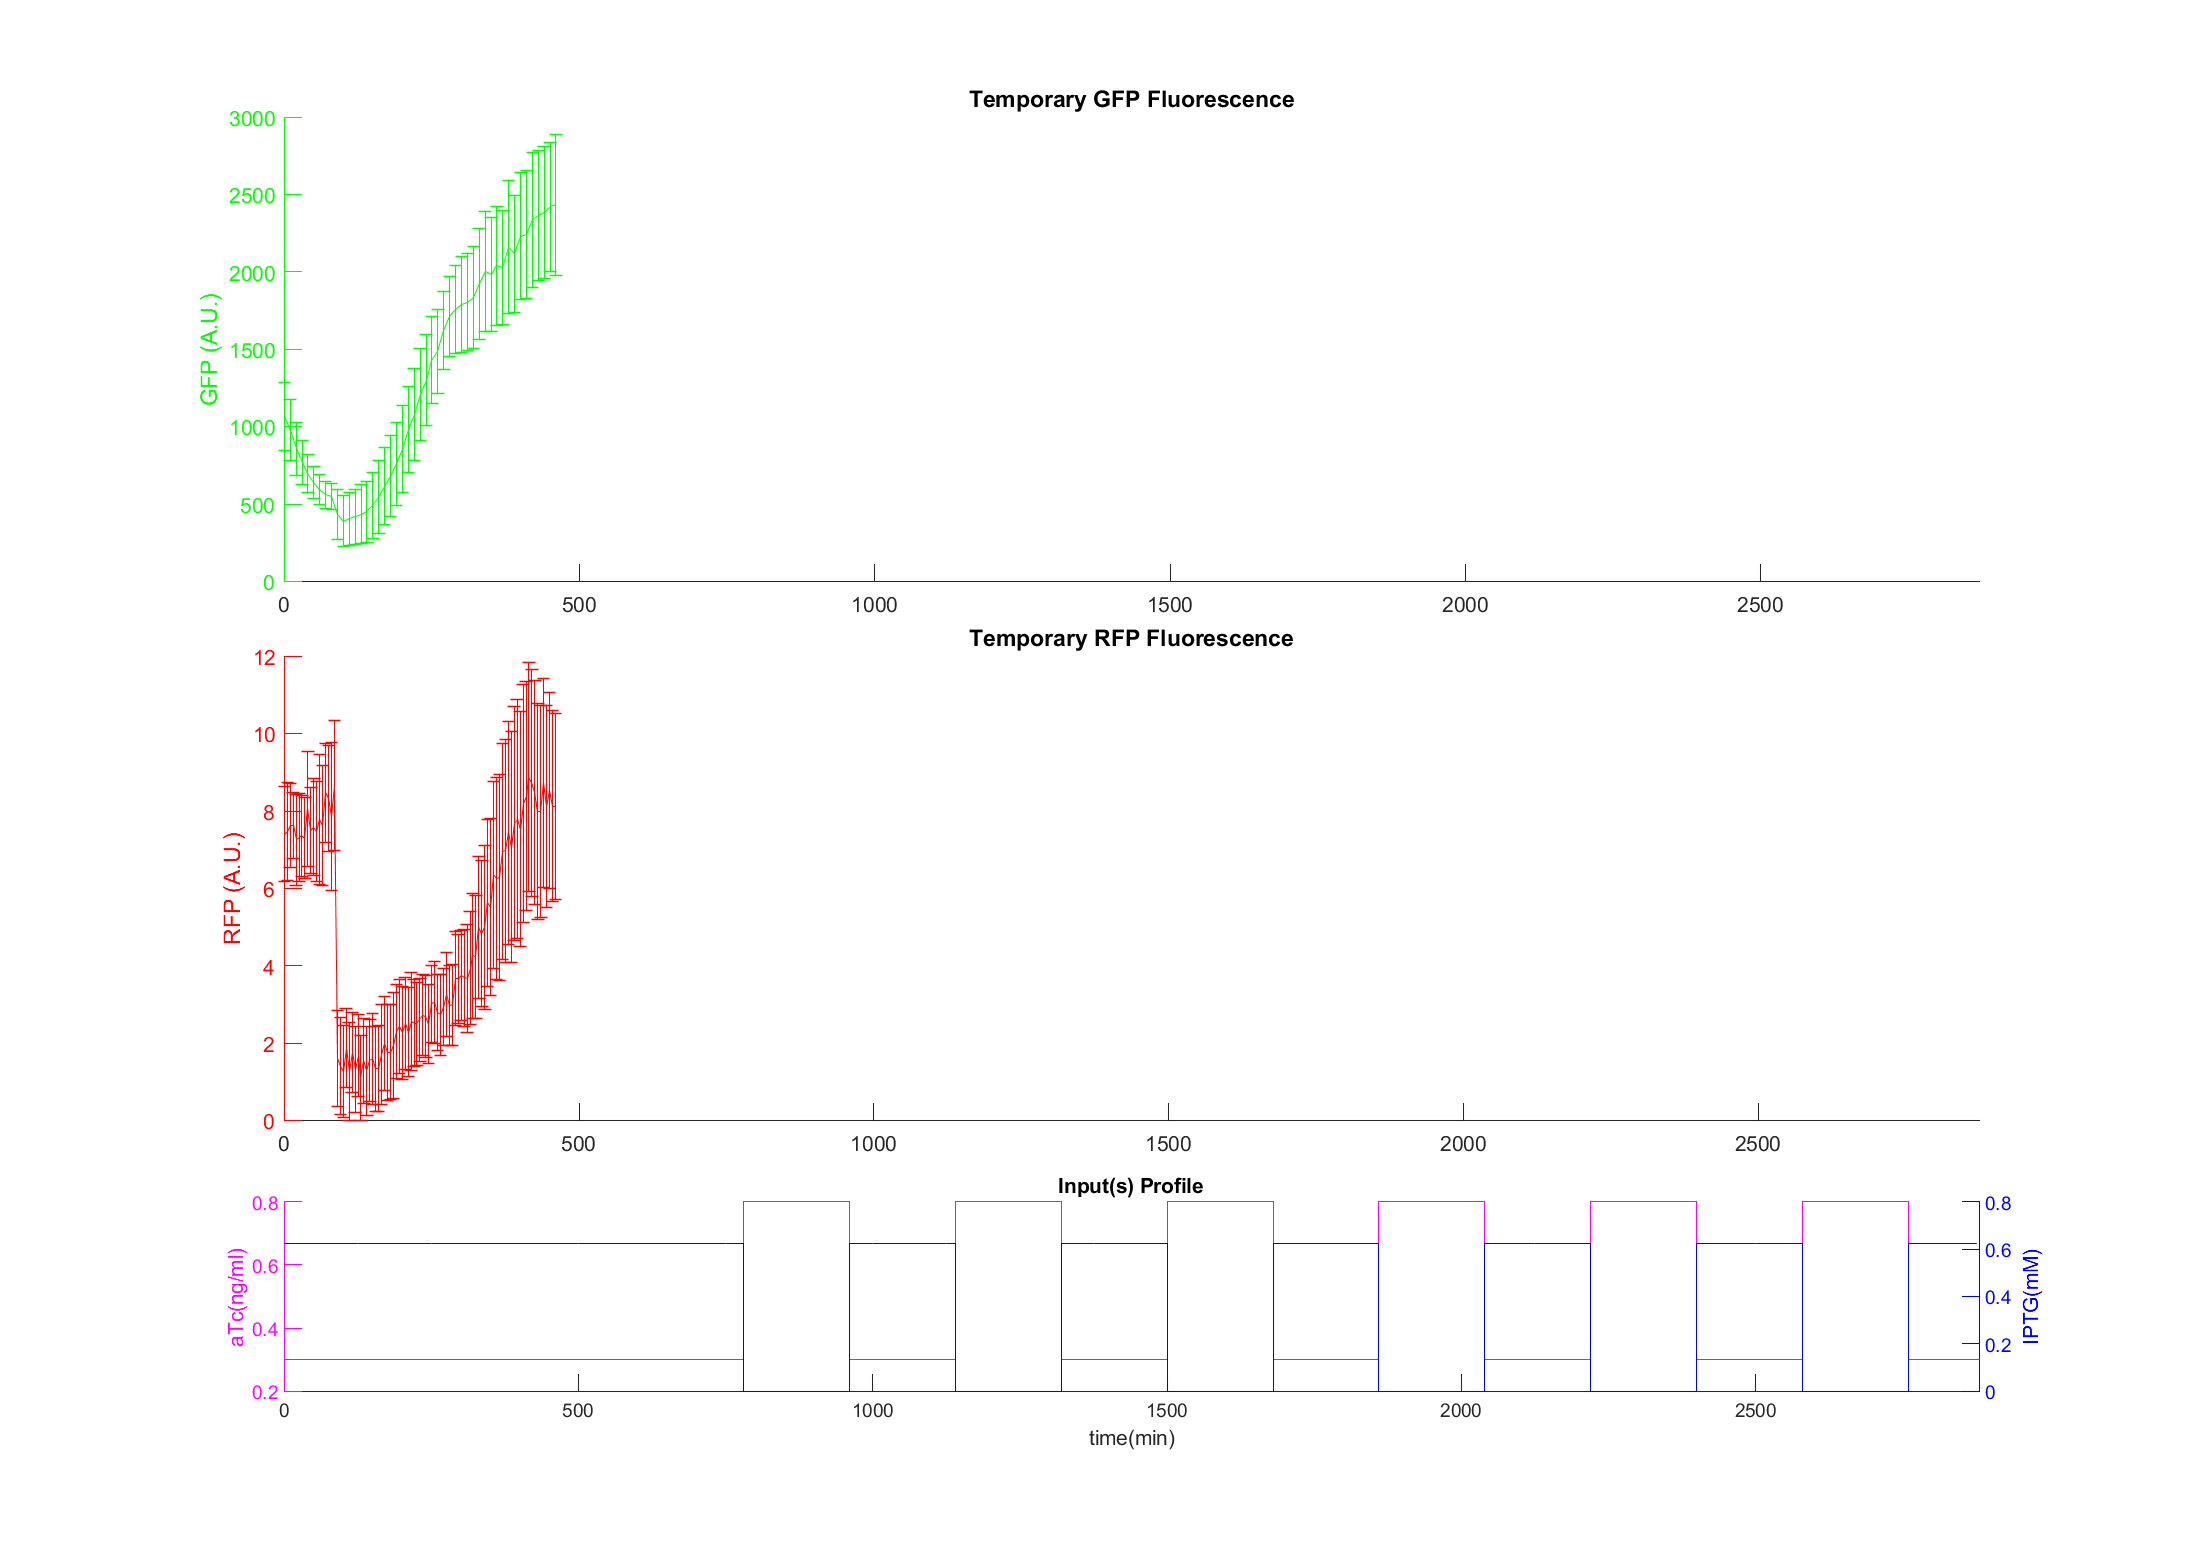 Temporary GFP Fluorescence
3000
2500
2000
1500
1000
500
0
GFP (A.U.)
0 500 1000 1500 2000 2500
Temporary RFP Fluorescence
12
10
8
6
4
2
0
RFP (A.U.)
0 500 1000 1500 2000 2500
Input(s) Profile
0.8
0.6
0.4
0.2
aTc(ng/ml)
0.8
0.6
0.4
0.2
0
IPTG(mM)
0 500 1000 1500 2000 2500
time(min)